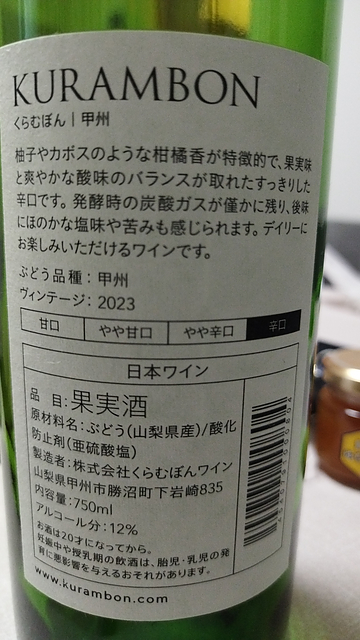 KURAMBON
くらむぼん | 甲州
柚子やカボスのような柑橘香が特徴的で、果実味
と爽やかな酸味のバランスが取れたすっきりした
辛口です。発酵時の炭酸ガスが僅かに残り、後味
にほのかな塩味や苦みも感じられます。デイリーに
お楽しみいただけるワインです。
ぶどう品種：甲州
ヴィンテージ：2023
甘口 やや甘口 やや辛口 辛口
日本ワイン
品 目：果実酒
原材料名：ぶどう(山梨県産)/酸化
防止剤(亜硫酸塩)
製造者：株式会社くらむぼんワイン
山梨県甲州市勝沼町下岩崎835
内容量：750ml
アルコール分：12%
お酒は20才になってから。
妊娠中や授乳期の飲酒は、胎児・乳児の発
育に悪影響を与えるおそれがあります。
www.kurambon.com